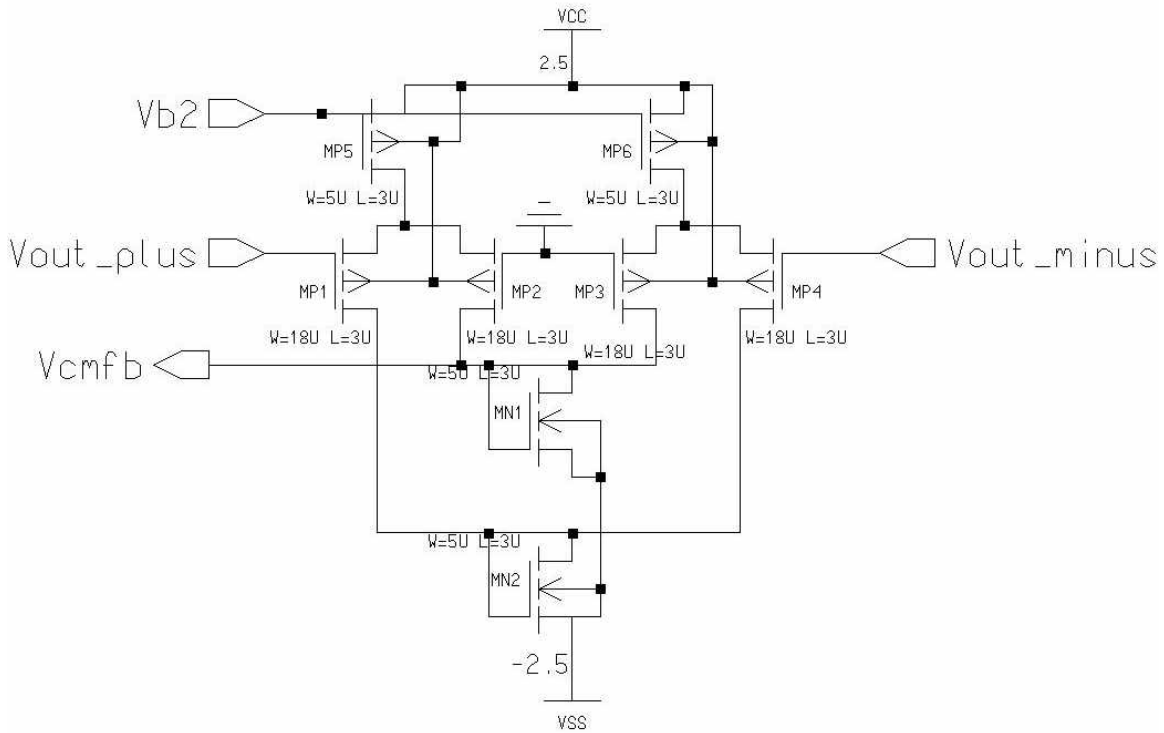 VCC
2.5
Vb2
MP5
MP6
W=5U L=3U
W=5U L=3U
Vout_plus
Vout_minus
MP1
MP2
MP3
MP4
W=18U L=3U
W=18U L=3U
W=18U L=3U
W=18U L=3U
Vcmfb
W=5U L=3U
MN1
W=5U L=3U
MN2
-2.5
VSS